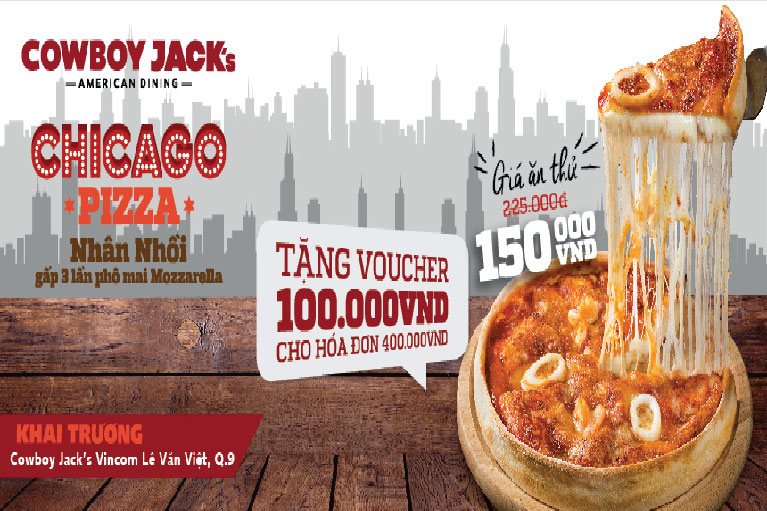 COWBOY JACK's
AMERICAN DINING
CHICAGO
PIZZA
Nhân Nhồi
gấp 3 lần phô mai Mozzarella
Giá ăn thử
225.000đ
150 000 VND
TẶNG VOUCHER
100.000VND
CHO HÓA ĐƠN 400.000VND
KHAI TRƯƠNG
Cowboy Jack's Vincom Lê Văn Việt, Q.9